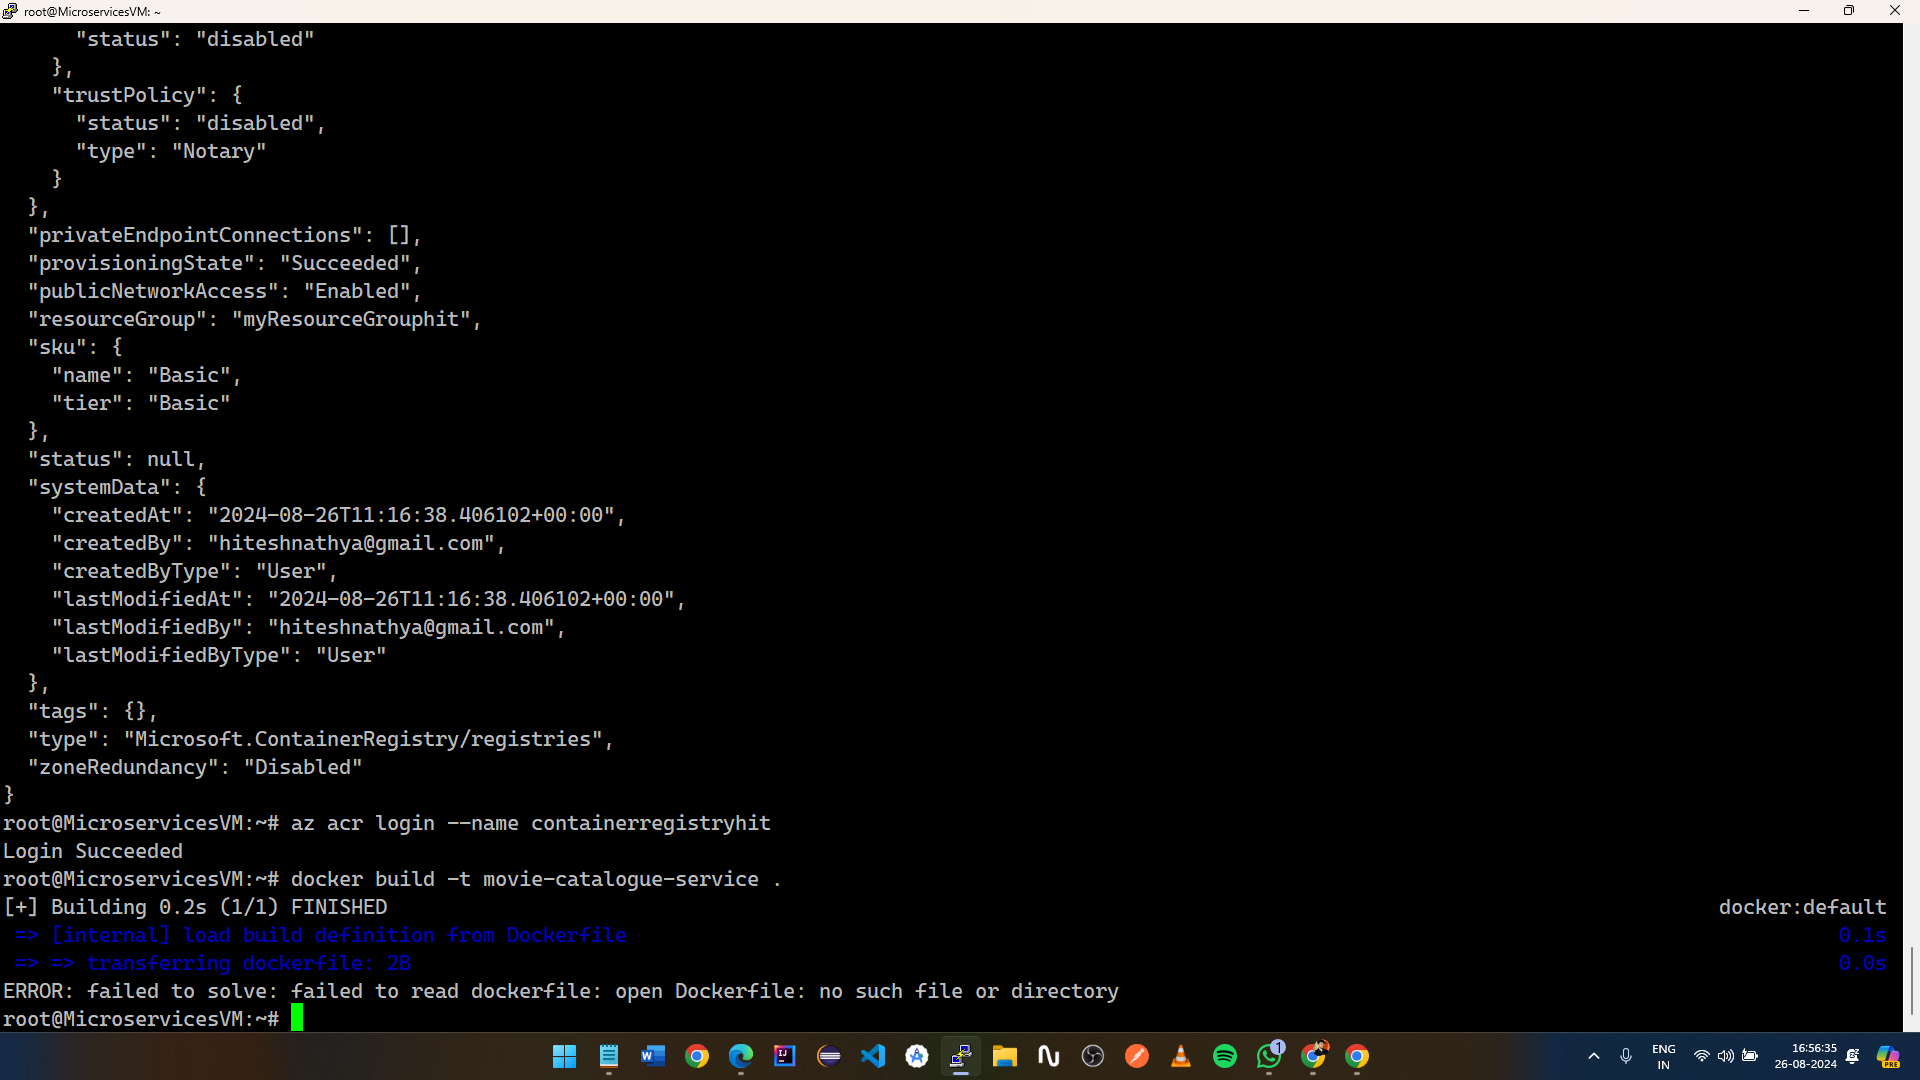 root@MicroservicesVM: ~
      "status": "disabled"
    },
    "trustPolicy": {
      "status": "disabled",
      "type": "Notary"
    }
  },
  "privateEndpointConnections": [],
  "provisioningState": "Succeeded",
  "publicNetworkAccess": "Enabled",
  "resourceGroup": "myResourceGrouphit",
  "sku": {
    "name": "Basic",
    "tier": "Basic"
  },
  "status": null,
  "systemData": {
    "createdAt": "2024-08-26T11:16:38.406102+00:00",
    "createdBy": "hiteshnathya@gmail.com",
    "createdByType": "User",
    "lastModifiedAt": "2024-08-26T11:16:38.406102+00:00",
    "lastModifiedBy": "hiteshnathya@gmail.com",
    "lastModifiedByType": "User"
  },
  "tags": {},
  "type": "Microsoft.ContainerRegistry/registries",
  "zoneRedundancy": "Disabled"
}
root@MicroservicesVM:~# az acr login --name containerregistryhit
Login Succeeded
root@MicroservicesVM:~# docker build -t movie-catalogue-service .
[+] Building 0.2s (1/1) FINISHED docker:default
 => [internal] load build definition from Dockerfile 0.1s
 => => transferring dockerfile: 2B 0.0s
ERROR: failed to solve: failed to read dockerfile: open Dockerfile: no such file or directory
root@MicroservicesVM:~#
1
ENG
IN
16:56:35
26-08-2024
PRE